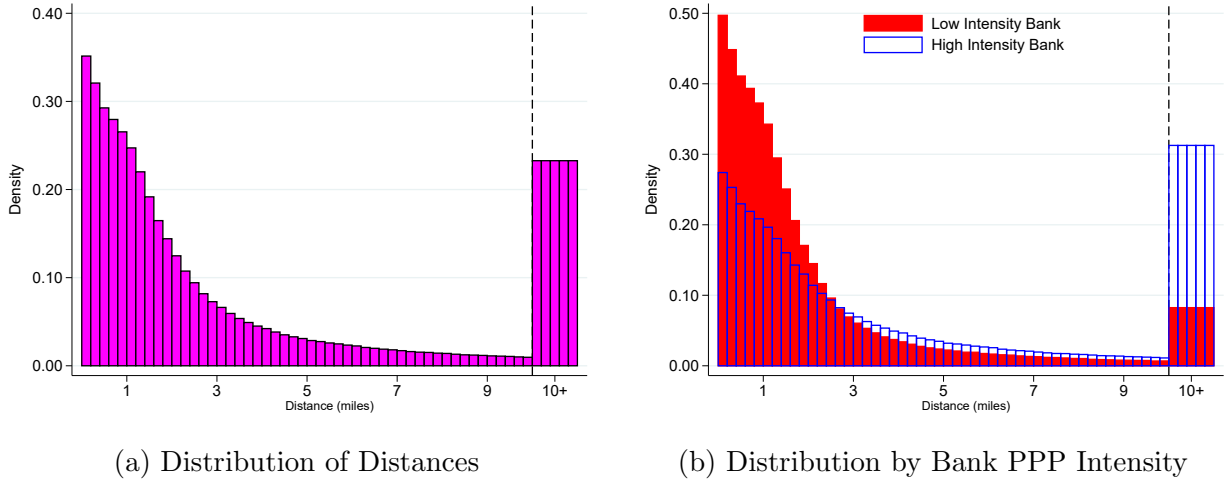 0.40
0.30
0.20
0.10
0.00
Density
1 3 5 7 9 10+
Distance (miles)
(a) Distribution of Distances
0.50
0.40
0.30
0.20
0.10
0.00
Density
Low Intensity Bank
High Intensity Bank
1 3 5 7 9 10+
Distance (miles)
(b) Distribution by Bank PPP Intensity